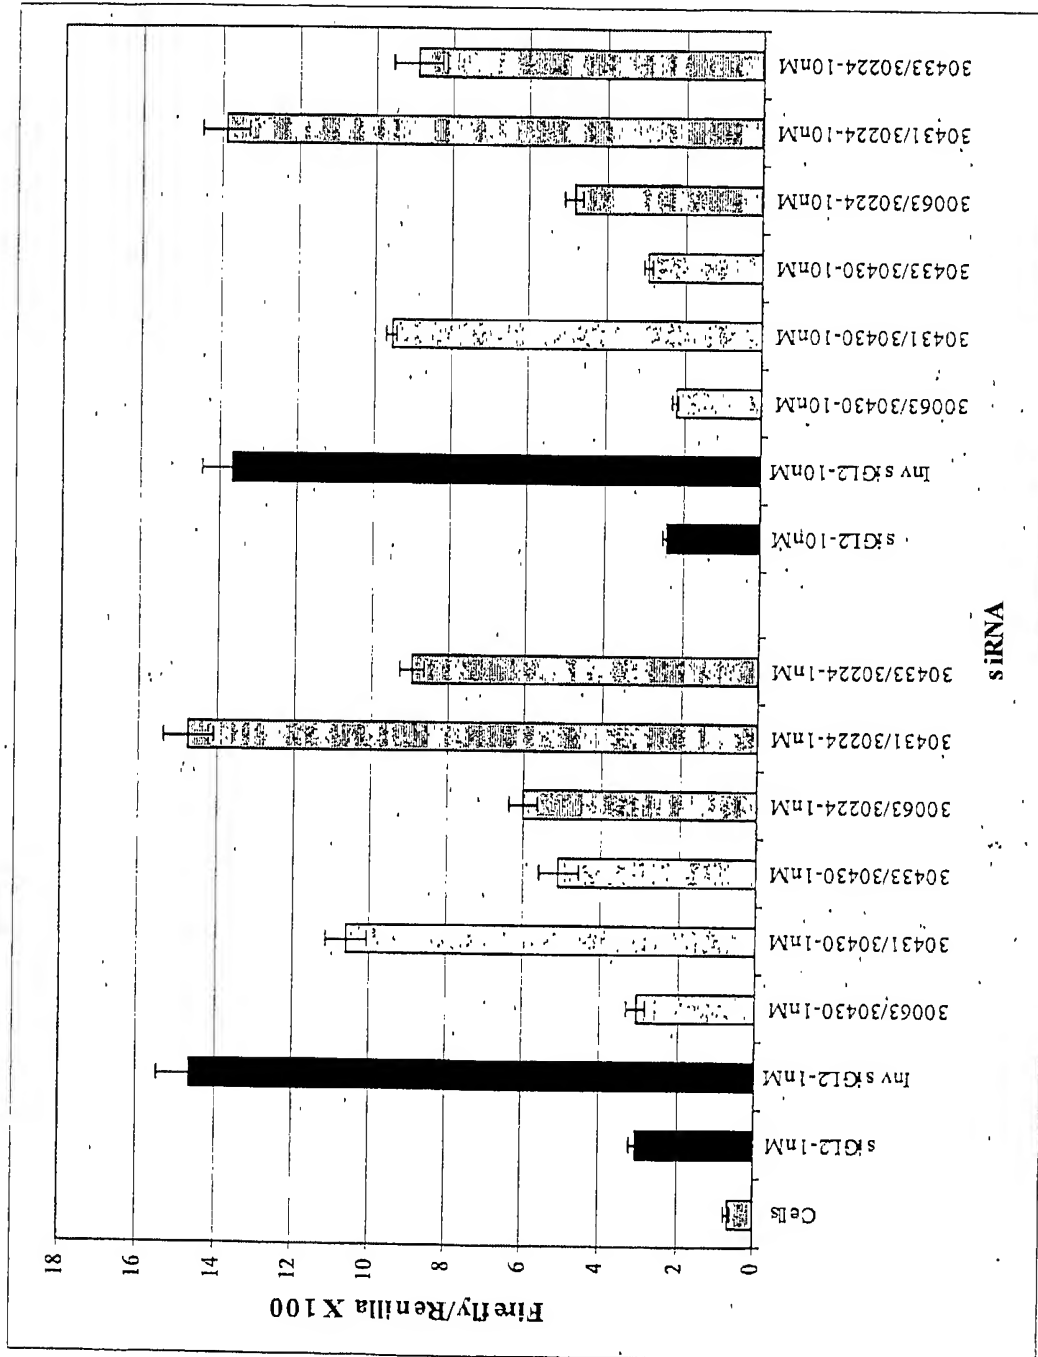 Firefly/Renilla X 100
18
16
14
12
10
8
6
4
2
0
Cells
siGL2-1nM
Inv siGL2-1nM
30063/30430-1nM
30431/30430-1nM
30433/30430-1nM
30063/30224-1nM
30431/30224-1nM
30433/30224-1nM
siGL2-10nM
Inv siGL2-10nM
30063/30430-10nM
30431/30430-10nM
30433/30430-10nM
30063/30224-10nM
30431/30224-10nM
30433/30224-10nM
siRNA